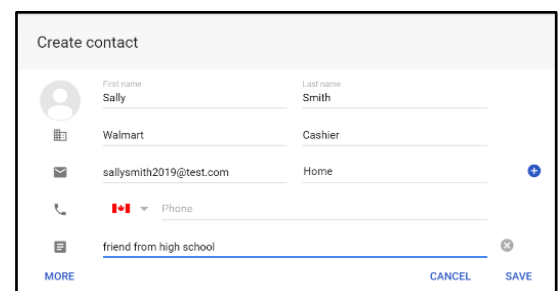 Create contact
First name Last name
Sally Smith
Walmart Cashier
sallysmith2019@test.com Home
Phone
friend from high school
MORE CANCEL SAVE